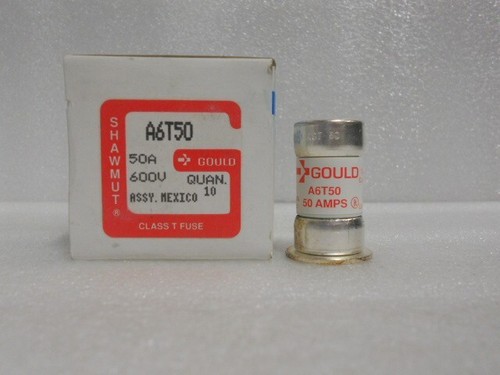 SHAWMUT®
A6T50
50A
GOULD
600V
QUAN.
10
ASSY. MEXICO
CLASS T FUSE
GOULD
A6T50
50 AMPS